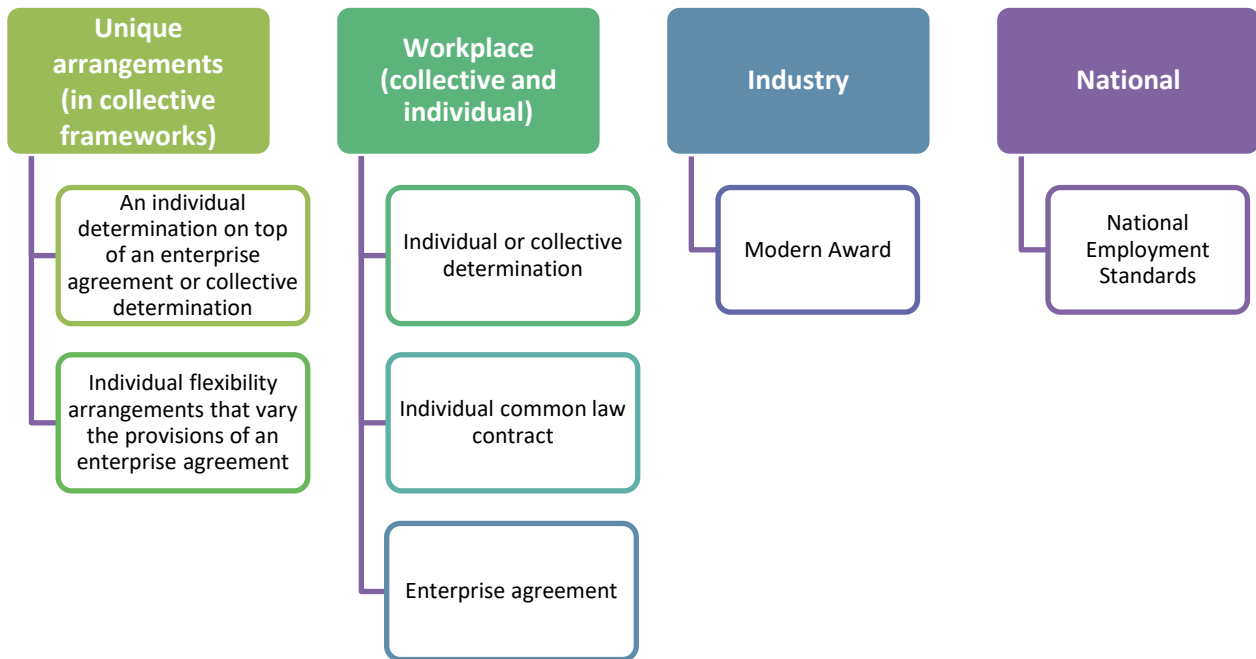 Unique
arrangements
(in collective
frameworks)
An individual
determination on top
of an enterprise
agreement or collective
determination
Individual flexibility
arrangements that vary
the provisions of an
enterprise agreement
Workplace
(collective and
individual)
Individual or collective
determination
Individual common law
contract
Enterprise agreement
Industry
Modern Award
National
National
Employment
Standards